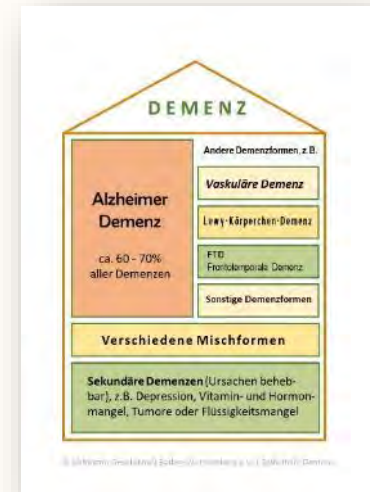 DEMENZ
Alzheimer
Demenz
ca. 60 - 70%
aller Demenzen
Andere Demenzformen, z.B.
Vaskuläre Demenz
Lewy-Körperchen-Demenz
FTD
Frontotemporale Demenz
Sonstige Demenzformen
Verschiedene Mischformen
Sekundäre Demenzen (Ursachen beheb-
bar), z.B. Depression, Vitamin- und Hormon-
mangel, Tumore oder Flüssigkeitsmangel